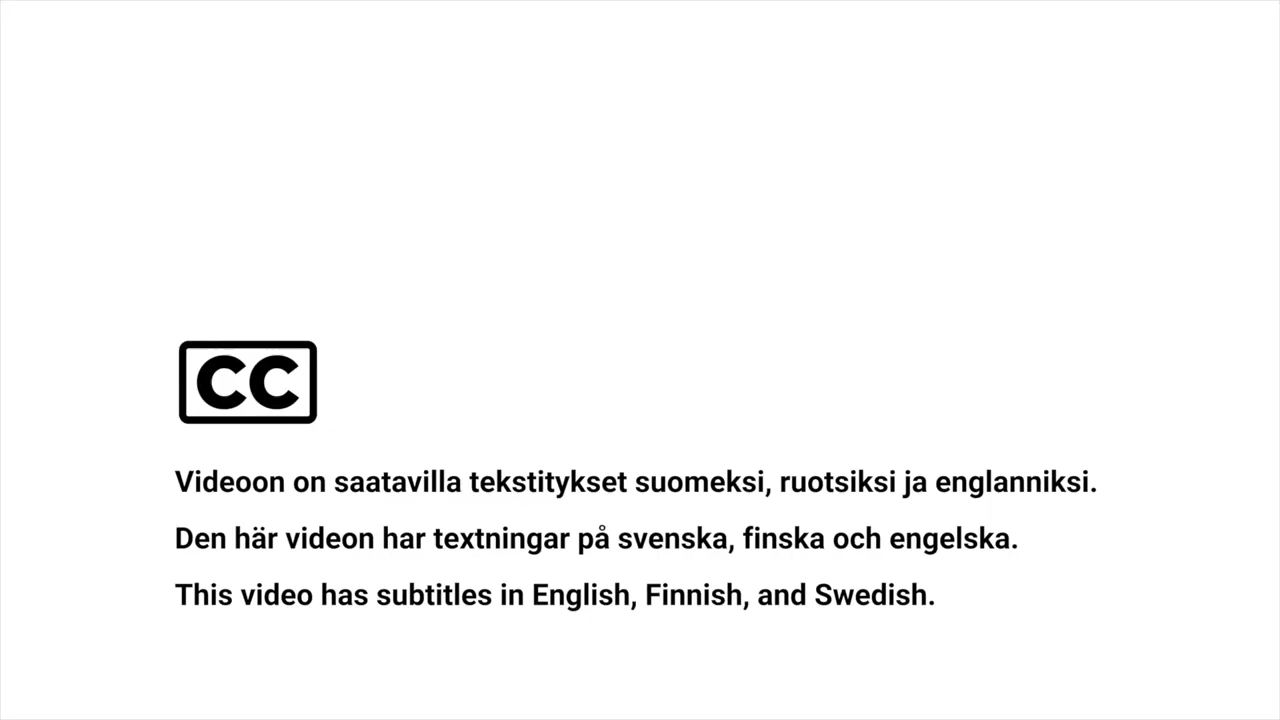 CC
Videoon on saatavilla tekstitykset suomeksi, ruotsiksi ja englanniksi.
Den här videon har textningar på svenska, finska och engelska.
This video has subtitles in English, Finnish, and Swedish.